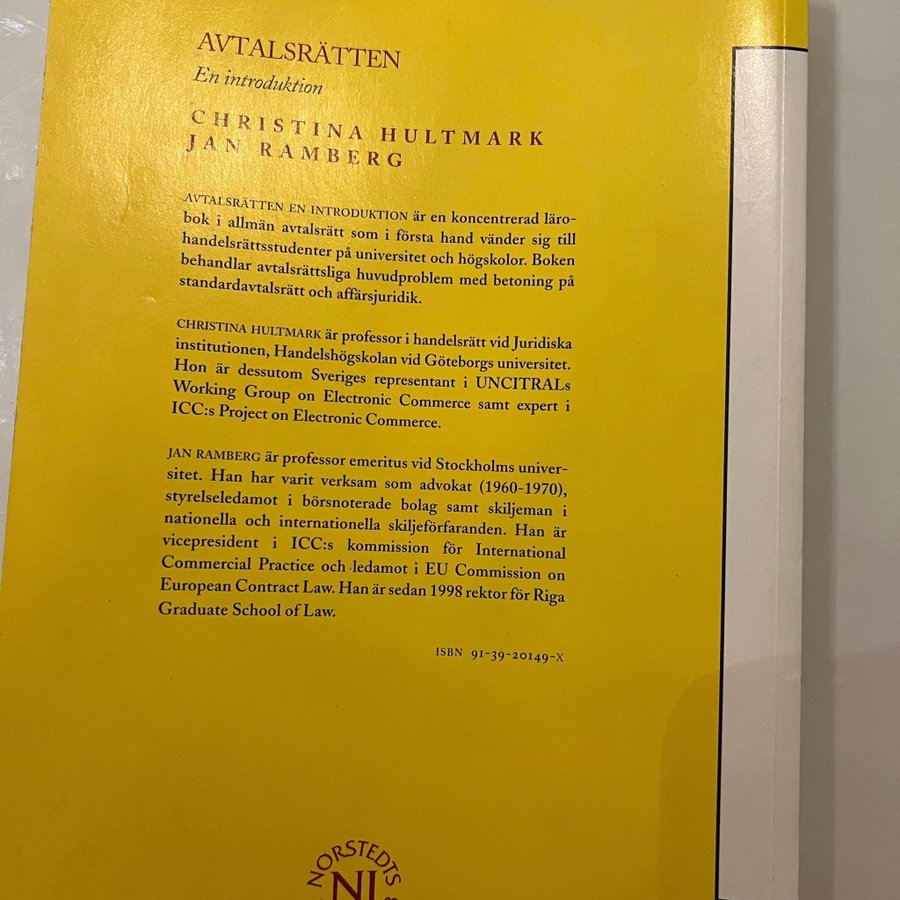 AVTALSRÄTTEN
En introduktion
CHRISTINA HULTMARK
JAN RAMBERG
AVTALSRÄTTEN EN INTRODUKTION är en koncentrerad läro-
bok i allmän avtalsrätt som i första hand vänder sig till
handelsrättsstudenter på universitet och högskolor. Boken
behandlar avtalsrättsliga huvudproblem med betoning på
standardavtalsrätt och affärsjuridik.
CHRISTINA HULTMARK är professor i handelsrätt vid Juridiska
institutionen, Handelshögskolan vid Göteborgs universitet.
Hon är dessutom Sveriges representant i UNCITRALs
Working Group on Electronic Commerce samt expert i
ICC:s Project on Electronic Commerce.
JAN RAMBERG är professor emeritus vid Stockholms univer-
sitet. Han har varit verksam som advokat (1960-1970),
styrelseledamot i börsnoterade bolag samt skiljeman i
nationella och internationella skiljeförfaranden. Han är
vicepresident i ICC:s kommission för International
Commercial Practice och ledamot i EU Commission on
European Contract Law. Han är sedan 1998 rektor för Riga
Graduate School of Law.
ISBN 91-39-20149-X
NORSTEDTS
NJ